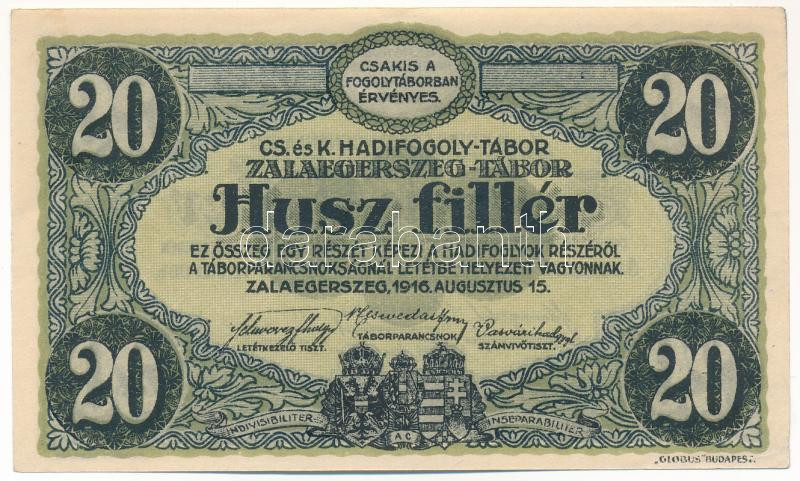 CSAKIS A
FOGOLYTÁBORBAN
ÉRVÉNYES.
20 20
CS. és K. HADIFOGOLY-TÁBOR
ZALAEGERSZEG-TÁBOR
Husz fillér
EZ ÖSSZEG EGY RÉSZÉT KÉPEZI A HADIFOGLYOK RÉSZÉRŐL
A TÁBORPARANCSNOKSÁGNÁL LETÉTBE HELYEZETT VAGYONNAK.
ZALAEGERSZEG, 1916. AUGUSZTUS 15.
LETÉTKEZELŐ TISZT. TÁBORPARANCSNOK SZÁMVIVŐTISZT.
20 20
INDIVISIBILITER AC INSEPARABILITER
„GLOBUS" BUDAPEST.
darabanth